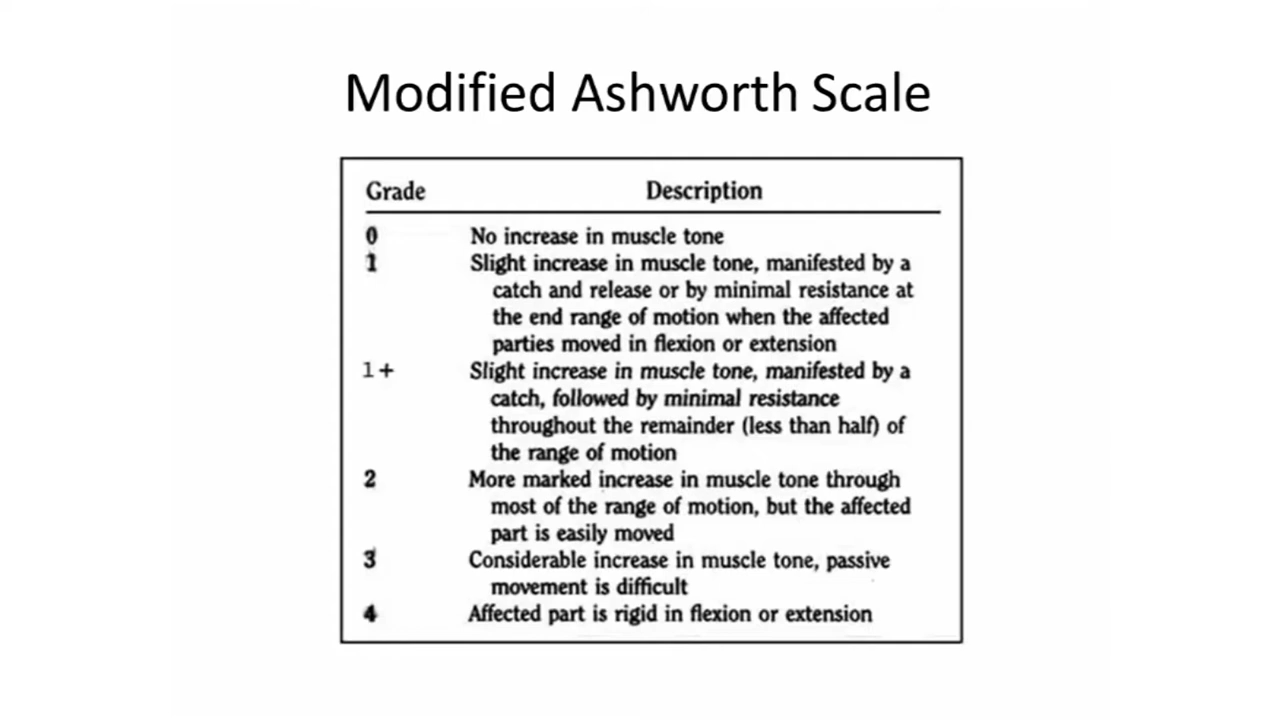 Modified Ashworth Scale
Grade Description
0 No increase in muscle tone
1 Slight increase in muscle tone, manifested by a
catch and release or by minimal resistance at
the end range of motion when the affected
parties moved in flexion or extension
1+ Slight increase in muscle tone, manifested by a
catch, followed by minimal resistance
throughout the remainder (less than half) of
the range of motion
2 More marked increase in muscle tone through
most of the range of motion, but the affected
part is easily moved
3 Considerable increase in muscle tone, passive
movement is difficult
4 Affected part is rigid in flexion or extension